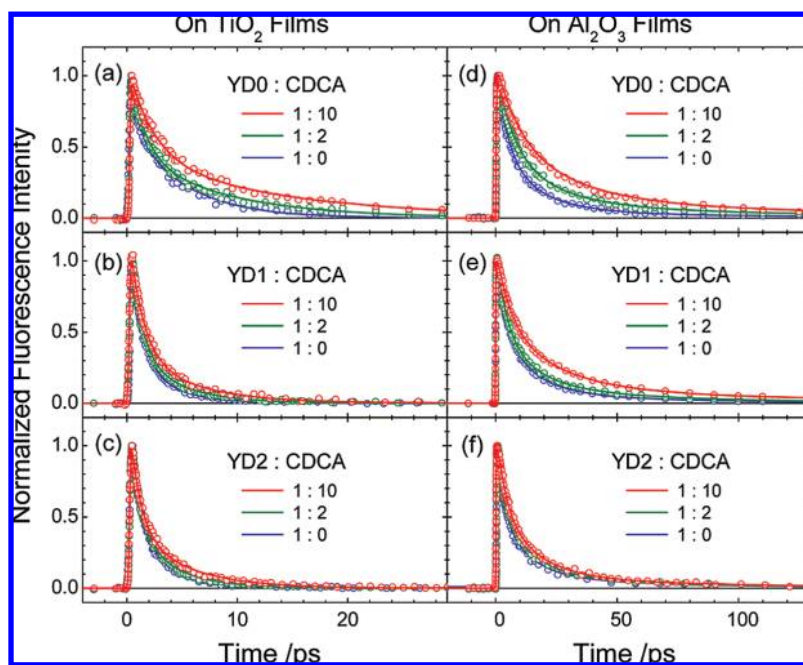 On TiO2 Films
On Al2O3 Films
Normalized Fluorescence Intenity
(a)
YD0 : CDCA
1 : 10
1 : 2
1 : 0
1.0
0.5
0.0
(d)
YD0 : CDCA
1 : 10
1 : 2
1 : 0
(b)
YD1 : CDCA
1 : 10
1 : 2
1 : 0
1.0
0.5
0.0
(e)
YD1 : CDCA
1 : 10
1 : 2
1 : 0
(c)
YD2 : CDCA
1 : 10
1 : 2
1 : 0
1.0
0.5
0.0
(f)
YD2 : CDCA
1 : 10
1 : 2
1 : 0
0 10 20
0 50 100
Time /ps
Time /ps